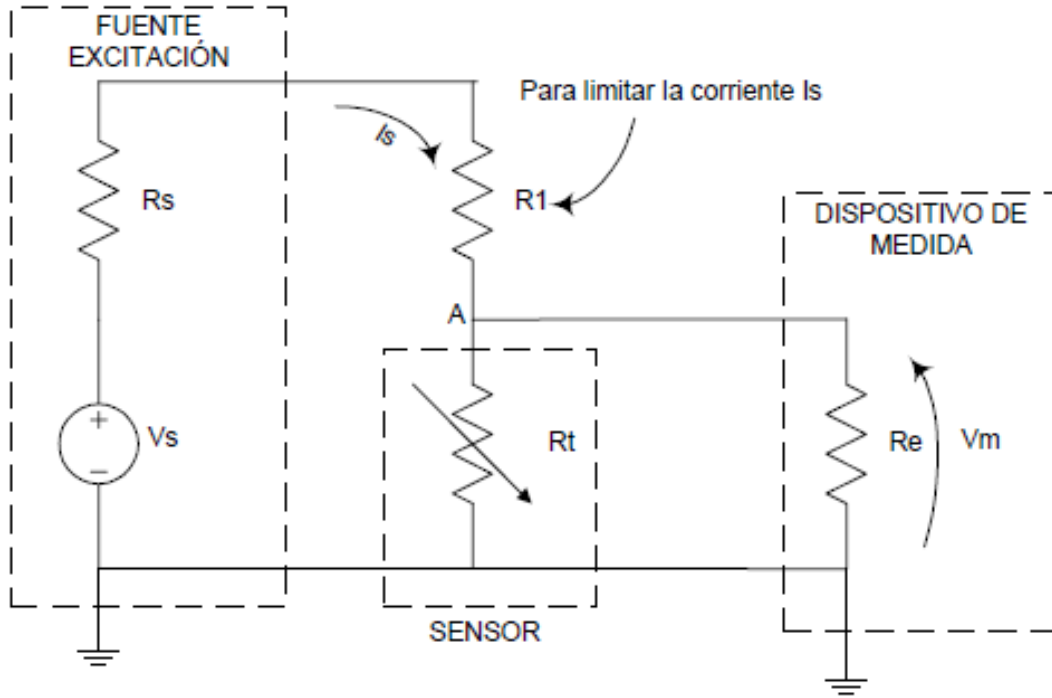 FUENTE
EXCITACIÓN
Para limitar la corriente Is
Is
Rs
R1
DISPOSITIVO DE
MEDIDA
A
+
Vs
−
Rt
Re
Vm
SENSOR